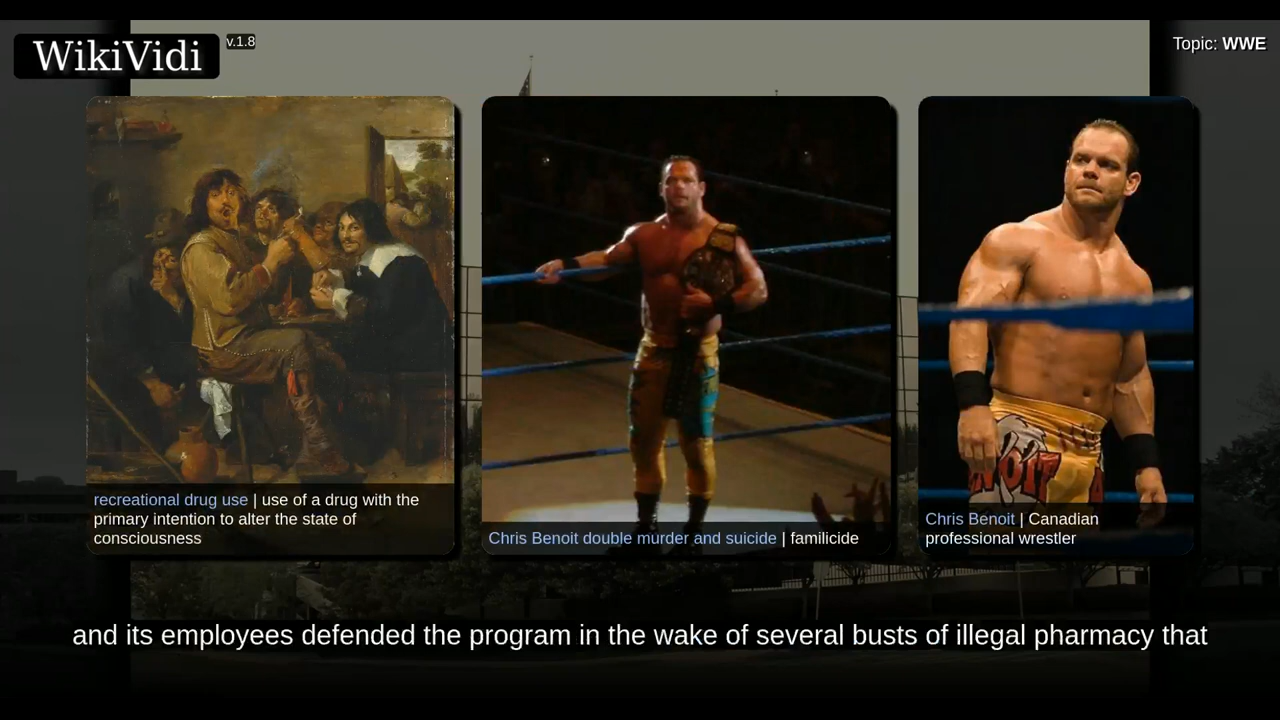 WikiVidi v.1.8
Topic: WWE
recreational drug use | use of a drug with the
primary intention to alter the state of
consciousness
Chris Benoit double murder and suicide | familicide
Chris Benoit | Canadian
professional wrestler
and its employees defended the program in the wake of several busts of illegal pharmacy that